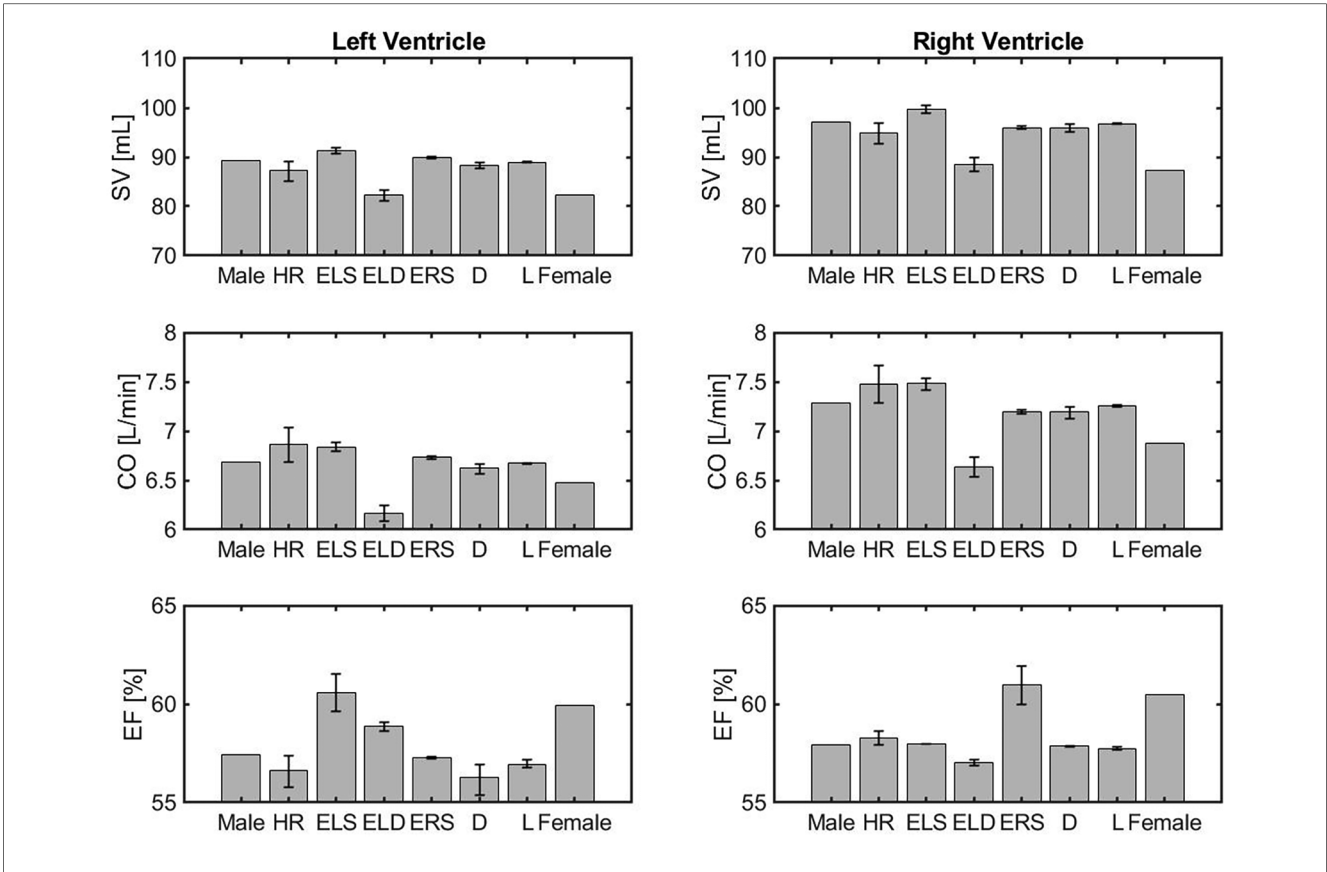 Left Ventricle
SV [mL]
110
100
90
80
70
Male HR ELS ELD ERS D L Female
Right Ventricle
SV [mL]
110
100
90
80
70
Male HR ELS ELD ERS D L Female
CO [L/min]
8
7.5
7
6.5
6
Male HR ELS ELD ERS D L Female
CO [L/min]
8
7.5
7
6.5
6
Male HR ELS ELD ERS D L Female
EF [%]
65
60
55
Male HR ELS ELD ERS D L Female
EF [%]
65
60
55
Male HR ELS ELD ERS D L Female